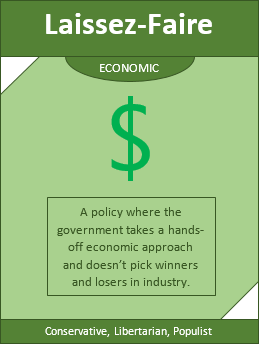 Laissez-Faire
ECONOMIC
$
A policy where the
government takes a hands-
off economic approach
and doesn't pick winners
and losers in industry.
Conservative, Libertarian, Populist